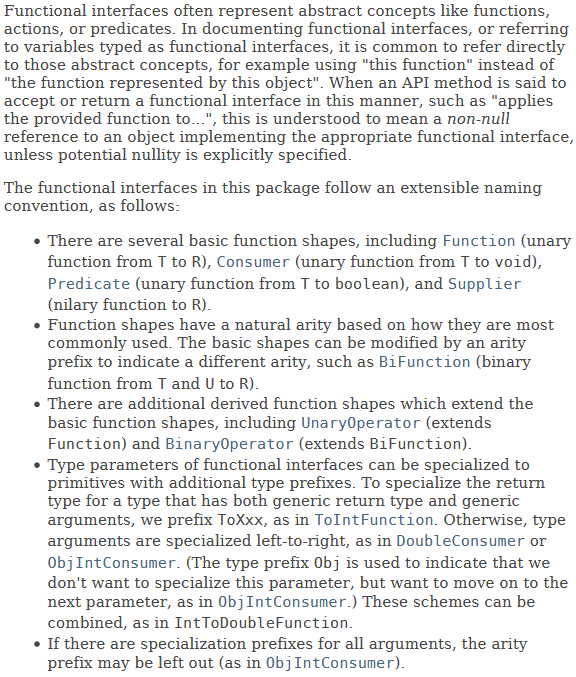 Functional interfaces often represent abstract concepts like functions,
actions, or predicates. In documenting functional interfaces, or referring
to variables typed as functional interfaces, it is common to refer directly
to those abstract concepts, for example using "this function" instead of
"the function represented by this object". When an API method is said to
accept or return a functional interface in this manner, such as "applies
the provided function to...", this is understood to mean a non-null
reference to an object implementing the appropriate functional interface,
unless potential nullity is explicitly specified.
The functional interfaces in this package follow an extensible naming
convention, as follows:
• There are several basic function shapes, including Function (unary
function from T to R), Consumer (unary function from T to void),
Predicate (unary function from T to boolean), and Supplier
(nilary function to R).
• Function shapes have a natural arity based on how they are most
commonly used. The basic shapes can be modified by an arity
prefix to indicate a different arity, such as BiFunction (binary
function from T and U to R).
• There are additional derived function shapes which extend the
basic function shapes, including UnaryOperator (extends
Function) and BinaryOperator (extends BiFunction).
• Type parameters of functional interfaces can be specialized to
primitives with additional type prefixes. To specialize the return
type for a type that has both generic return type and generic
arguments, we prefix ToXxx, as in ToIntFunction. Otherwise, type
arguments are specialized left-to-right, as in DoubleConsumer or
ObjIntConsumer. (The type prefix Obj is used to indicate that we
don't want to specialize this parameter, but want to move on to the
next parameter, as in ObjIntConsumer.) These schemes can be
combined, as in IntToDoubleFunction.
• If there are specialization prefixes for all arguments, the arity
prefix may be left out (as in ObjIntConsumer).